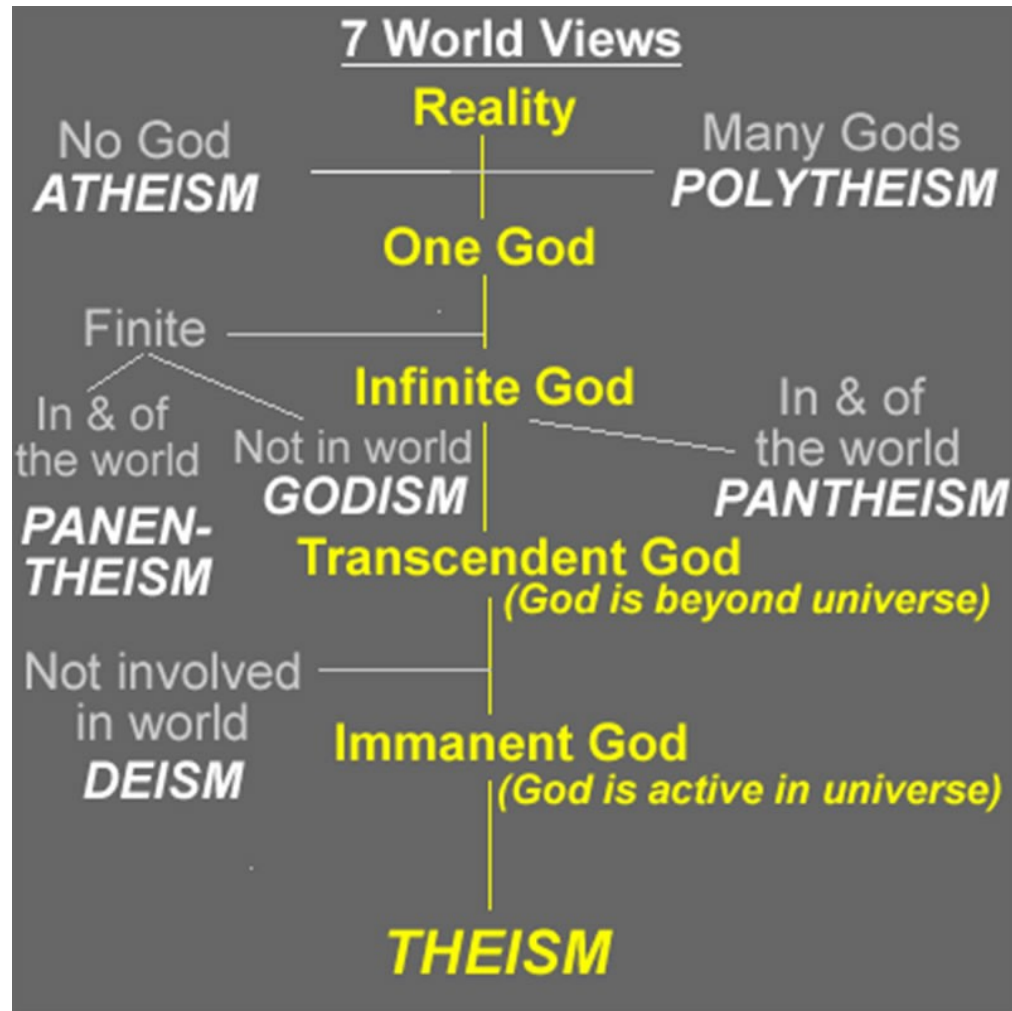 7 World Views
Reality
No God
ATHEISM
Many Gods
POLYTHEISM
One God
Finite
In & of
the world
PANEN-
THEISM
Not in world
GODISM
Infinite God
In & of
the world
PANTHEISM
Transcendent God
(God is beyond universe)
Not involved
in world
DEISM
Immanent God
(God is active in universe)
THEISM